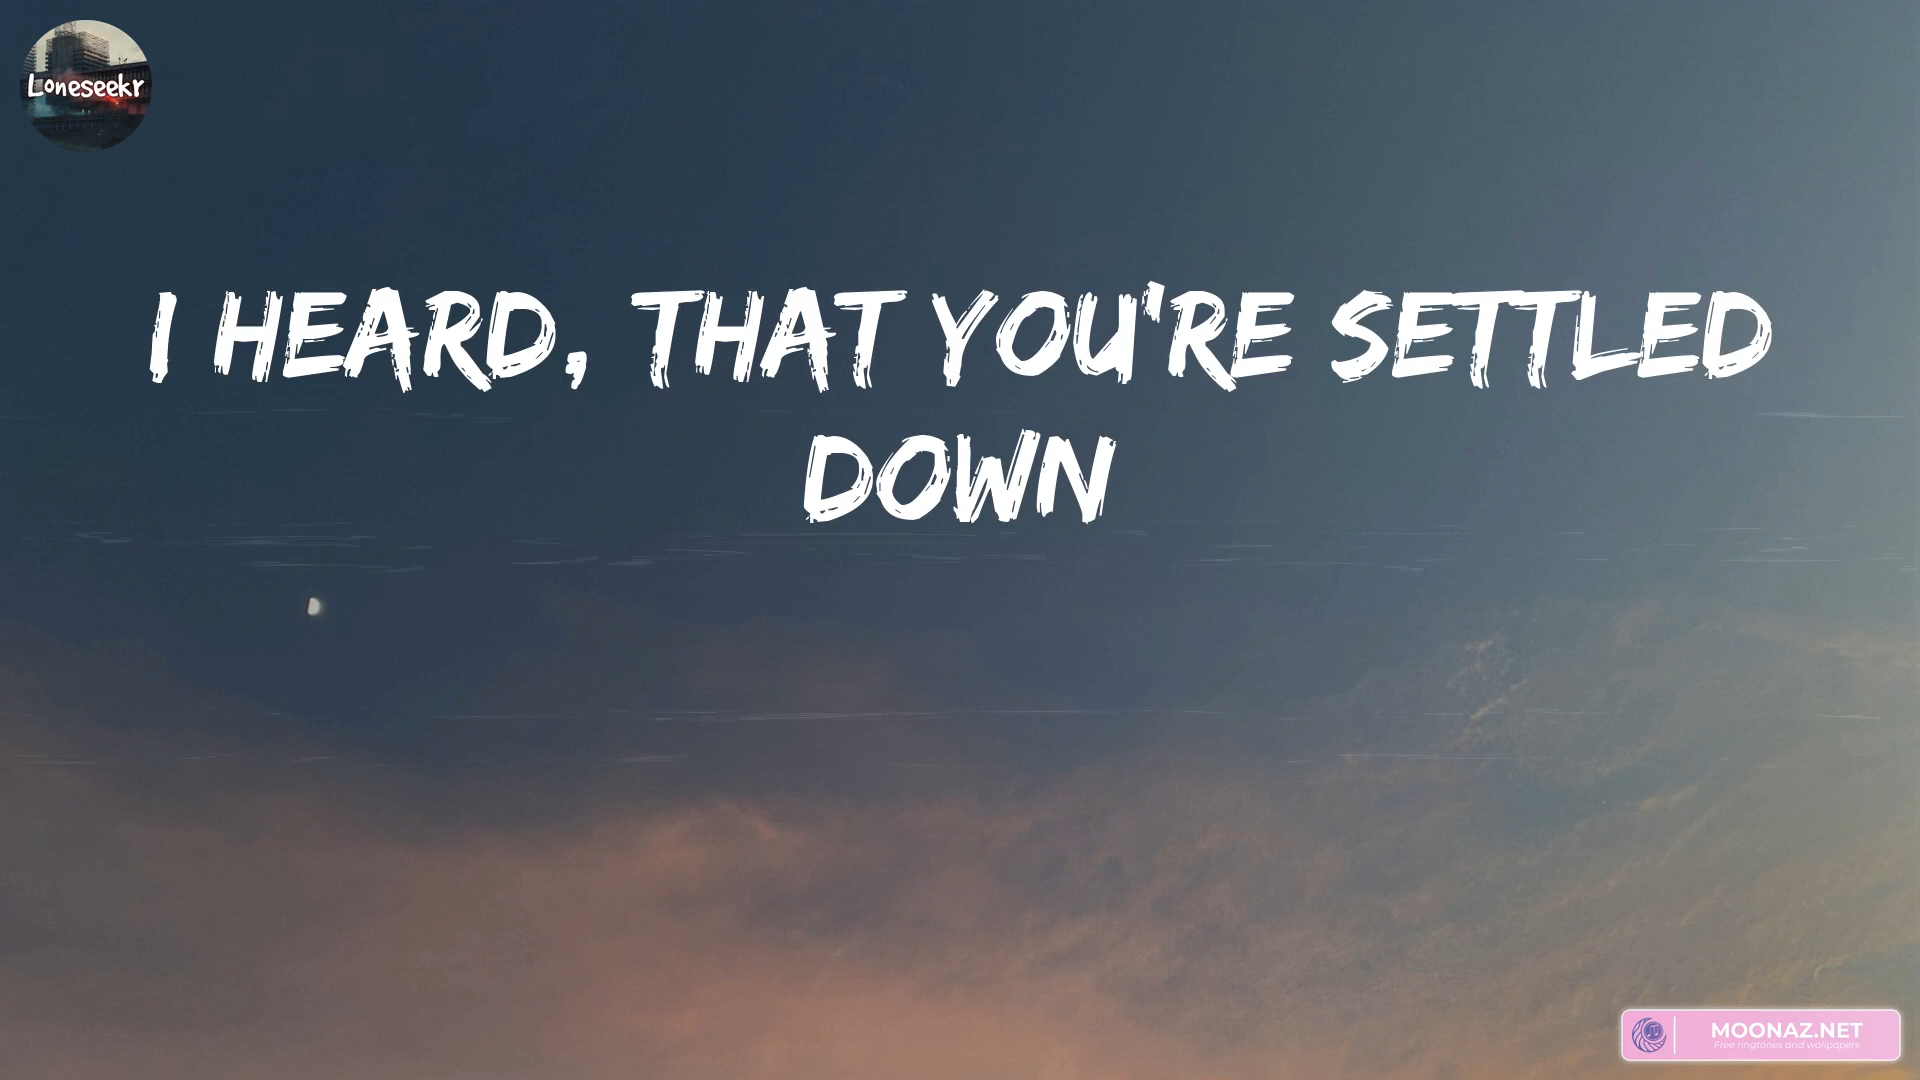 Loneseekr
I HEARD, THAT YOU'RE SETTLED
DOWN
MOONAZ.NET
Free ringtones and wallpapers